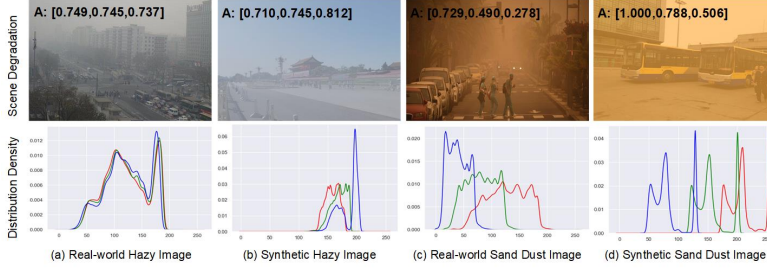 Scene Degradation
A: [0.749,0.745,0.737]
A: [0.710,0.745,0.812]
A: [0.729,0.490,0.278]
A: [1.000,0.788,0.506]
Distribution Density
0.012
0.010
0.008
0.006
0.004
0.002
0.000
0 50 100 150 200 250
0.06
0.05
0.04
0.03
0.02
0.01
0.00
0 50 100 150 200 250
0.020
0.015
0.010
0.005
0.000
0 50 100 150 200 250
0.04
0.03
0.02
0.01
0.00
0 50 100 150 200 250
(a) Real-world Hazy Image
(b) Synthetic Hazy Image
(c) Real-world Sand Dust Image
(d) Synthetic Sand Dust Image